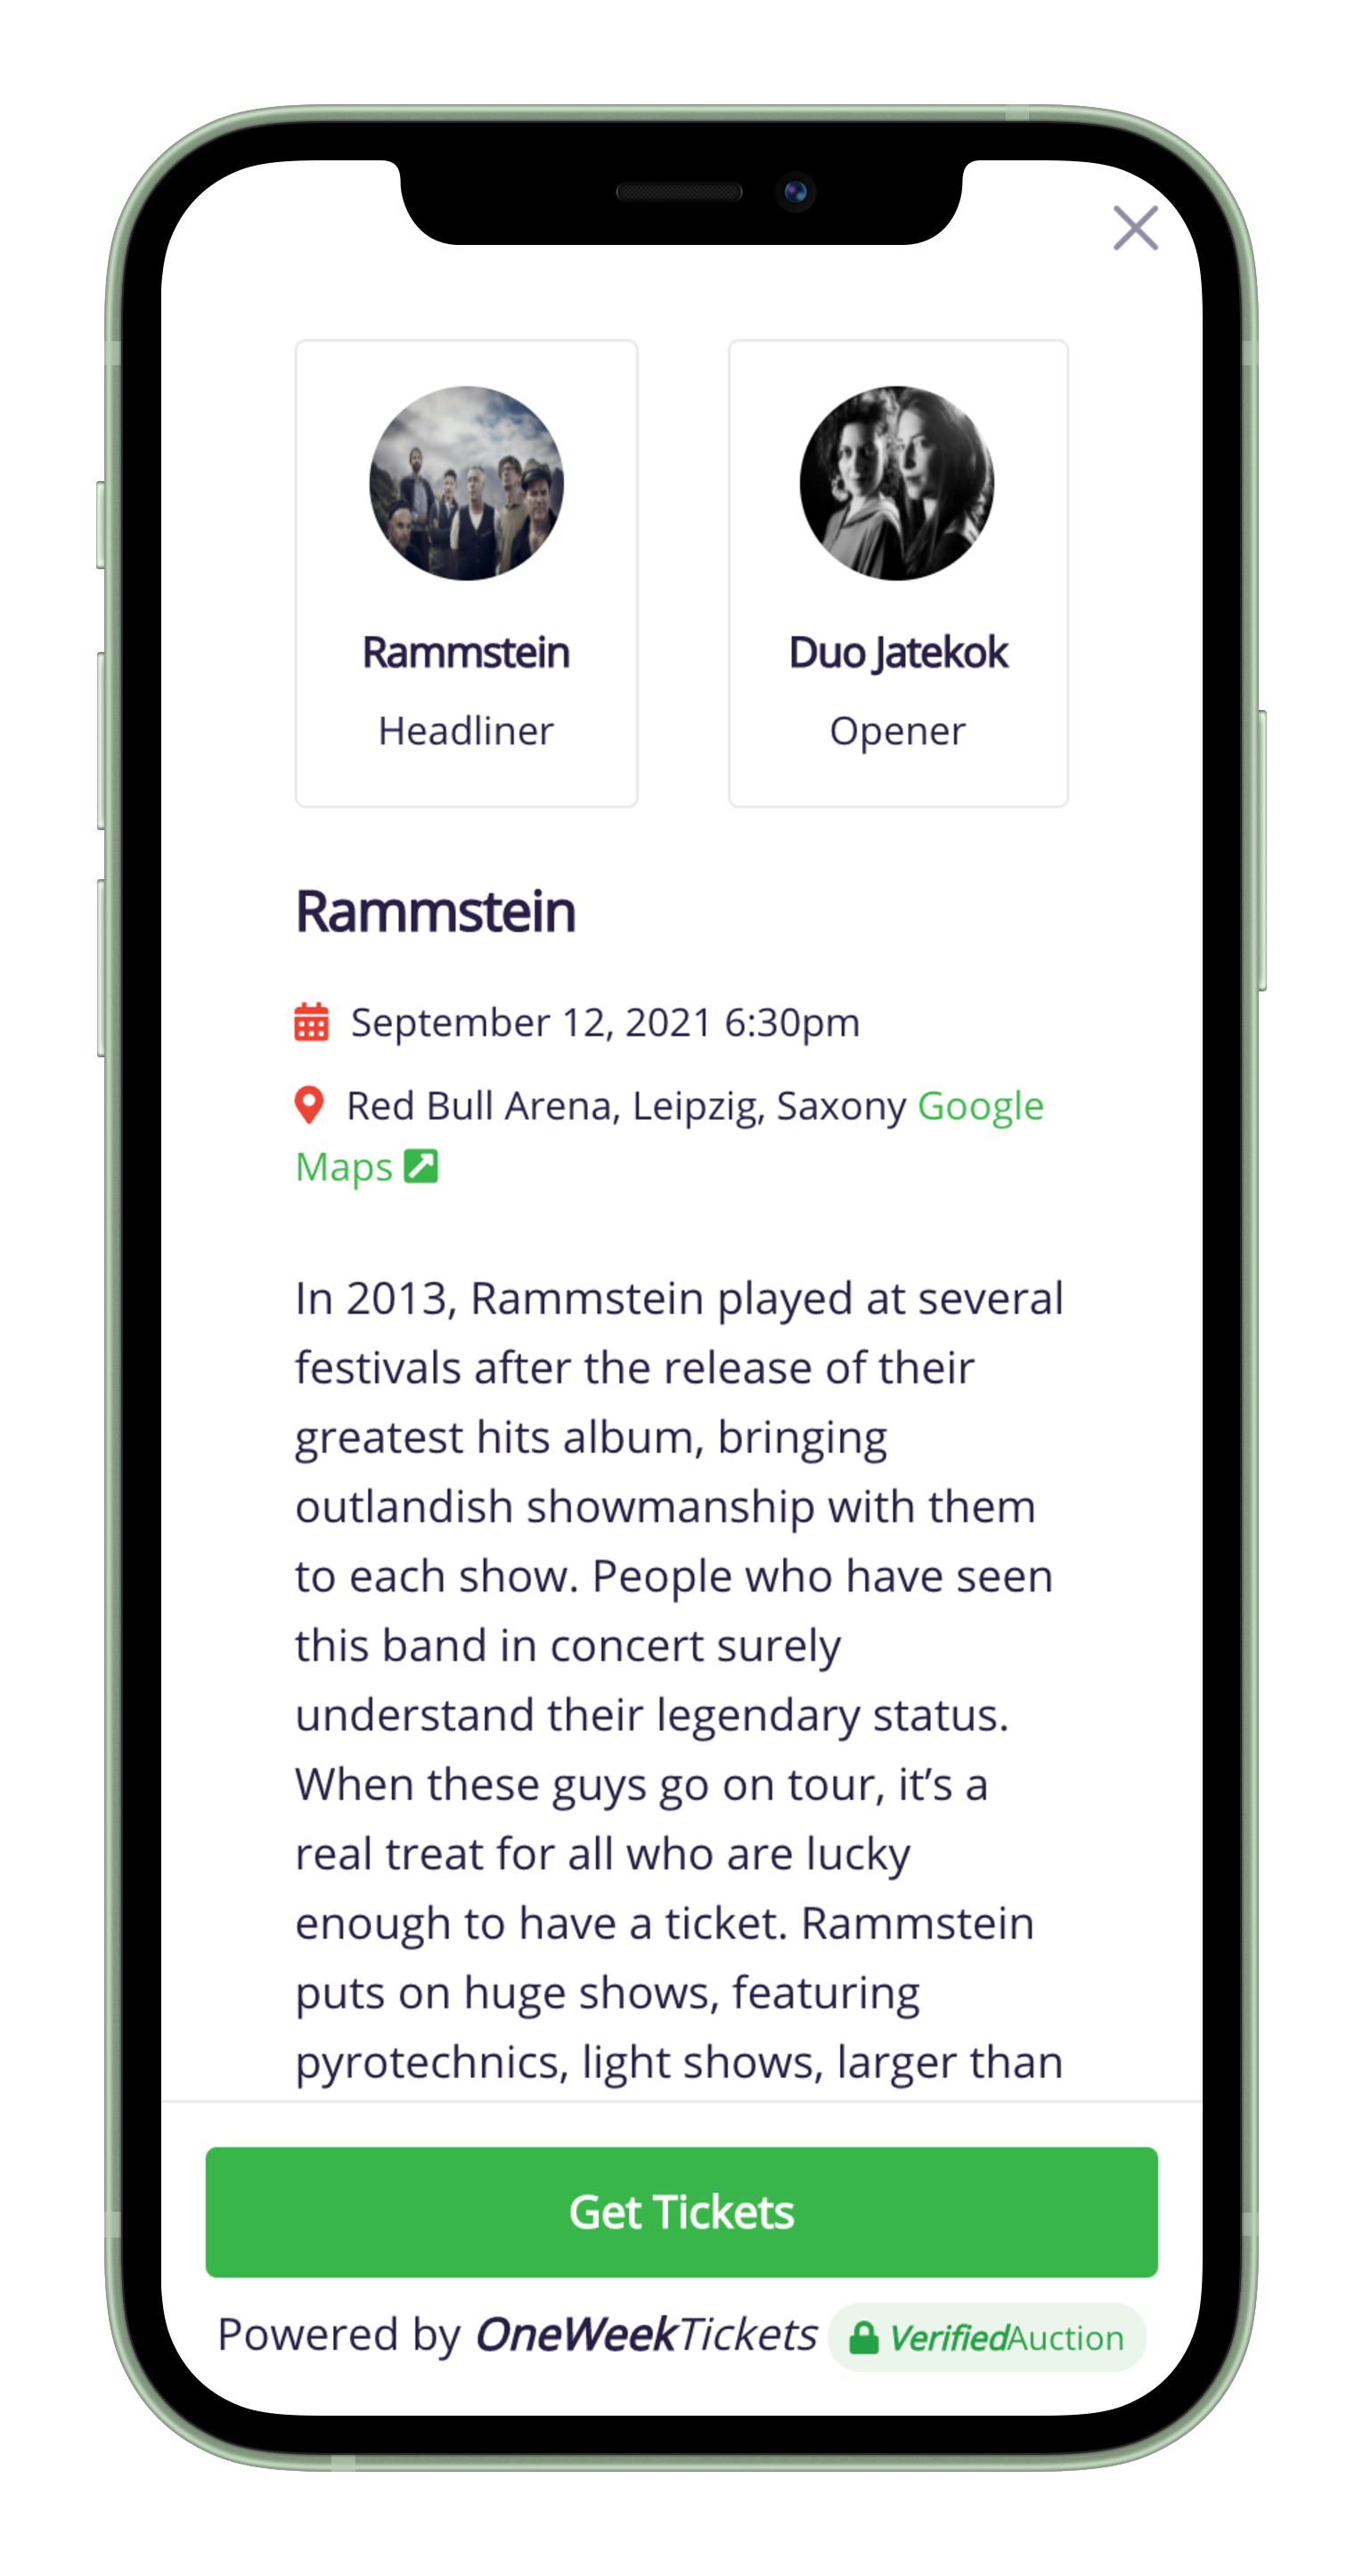 Rammstein
Headliner
Duo Jatekok
Opener
Rammstein
September 12, 2021 6:30pm
Red Bull Arena, Leipzig, Saxony Google
Maps
In 2013, Rammstein played at several
festivals after the release of their
greatest hits album, bringing
outlandish showmanship with them
to each show. People who have seen
this band in concert surely
understand their legendary status.
When these guys go on tour, it’s a
real treat for all who are lucky
enough to have a ticket. Rammstein
puts on huge shows, featuring
pyrotechnics, light shows, larger than
Get Tickets
Powered by OneWeekTickets VerifiedAuction